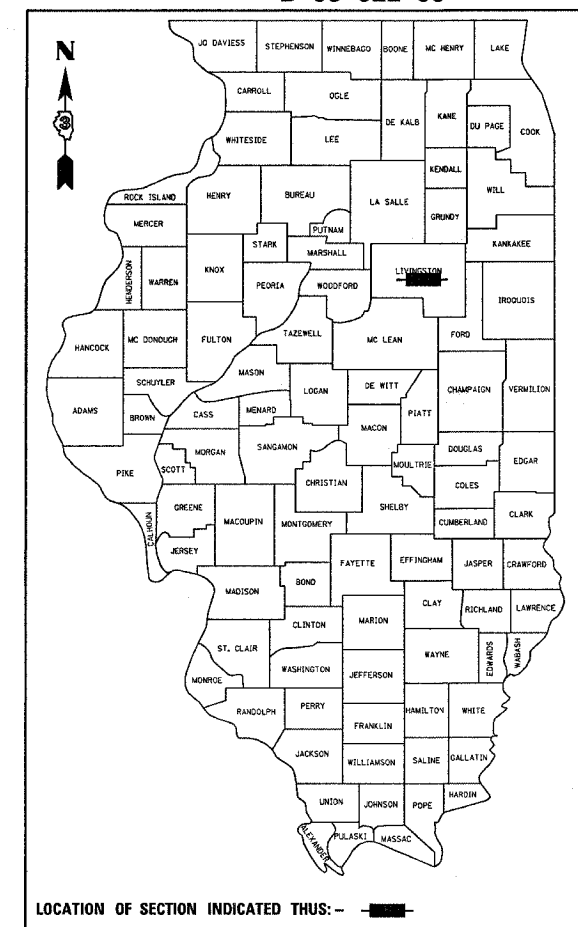 JO DAVIESS
STEPHENSON
WINNEBAGO
BOONE
MC HENRY
LAKE
N
CARROLL
OGLE
DE KALB
KANE
DU PAGE
COOK
WHITESIDE
LEE
KENDALL
WILL
ROCK ISLAND
HENRY
BUREAU
LA SALLE
GRUNDY
MERCER
PUTNAM
STARK
MARSHALL
KANKAKEE
HENDERSON
WARREN
KNOX
PEORIA
WOODFORD
LIVINGSTON
IROQUOIS
HANCOCK
MC DONOUGH
FULTON
TAZEWELL
MC LEAN
FORD
SCHUYLER
MASON
LOGAN
DE WITT
CHAMPAIGN
VERMILION
ADAMS
BROWN
CASS
MENARD
PIATT
MACON
PIKE
SCOTT
MORGAN
SANGAMON
MOULTRIE
DOUGLAS
EDGAR
CHRISTIAN
COLES
CALHOUN
GREENE
MACOUPIN
MONTGOMERY
SHELBY
CUMBERLAND
CLARK
JERSEY
FAYETTE
EFFINGHAM
JASPER
CRAWFORD
MADISON
BOND
CLAY
RICHLAND
LAWRENCE
CLINTON
MARION
ST. CLAIR
WAYNE
EDWARDS
WABASH
WASHINGTON
JEFFERSON
MONROE
RANDOLPH
PERRY
HAMILTON
WHITE
FRANKLIN
JACKSON
WILLIAMSON
SALINE
GALLATIN
UNION
JOHNSON
POPE
HARDIN
ALEXANDER
PULASKI
MASSAC
LOCATION OF SECTION INDICATED THUS: -